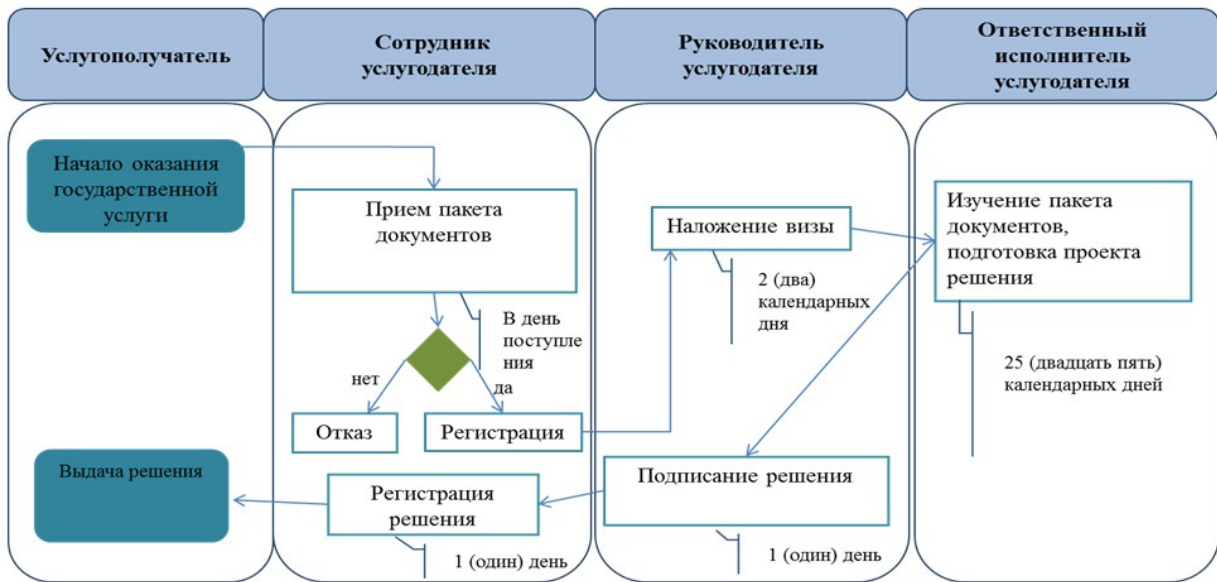 Услугополучатель
Сотрудник
услугодателя
Руководитель
услугодателя
Ответственный
исполнитель
услугодателя
Начало оказания
государственной
услуги
Прием пакета
документов
Наложение визы
Изучение пакета
документов,
подготовка проекта
решения
2 (два)
календарных
дня
В день
поступле
ния
25 (двадцать пять)
календарных дней
нет
да
Отказ
Регистрация
Выдача решения
Регистрация
решения
Подписание решения
1 (один) день
1 (один) день